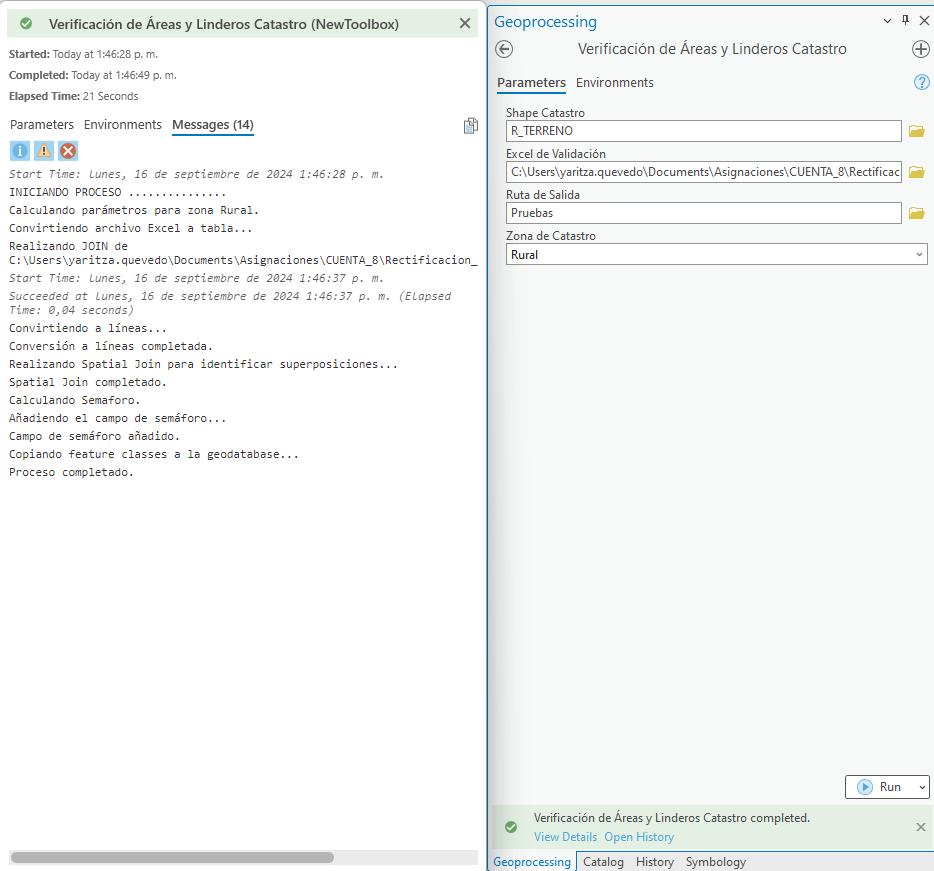 Verificación de Áreas y Linderos Catastro (NewToolbox)
Started: Today at 1:46:28 p. m.
Completed: Today at 1:46:49 p. m.
Elapsed Time: 21 Seconds
Parameters Environments Messages (14)
Start Time: lunes, 16 de septiembre de 2024 1:46:28 p. m.
INICIANDO PROCESO ...............
Calculando parámetros para zona Rural.
Convirtiendo archivo Excel a tabla...
Realizando JOIN de
C:\Users\yaritza.quevedo\Documents\Asignaciones\CUENTA_8\Rectificacion_
Start Time: lunes, 16 de septiembre de 2024 1:46:37 p. m.
Succeeded at lunes, 16 de septiembre de 2024 1:46:37 p. m. (Elapsed
Time: 0,04 seconds)
Convirtiendo a líneas...
Conversión a líneas completada.
Realizando Spatial Join para identificar superposiciones...
Spatial Join completado.
Calculando Semaforo.
Añadiendo el campo de semáforo...
Campo de semáforo añadido.
Copiando feature classes a la geodatabase...
Proceso completado.
Geoprocessing
Verificación de Áreas y Linderos Catastro
Parameters Environments
Shape Catastro
R_TERRENO
Excel de Validación
C:\Users\yaritza.quevedo\Documents\Asignaciones\CUENTA_8\Rectificac
Ruta de Salida
Pruebas
Zona de Catastro
Rural
Run
Verificación de Áreas y Linderos Catastro completed.
View Details Open History
Geoprocessing Catalog History Symbology